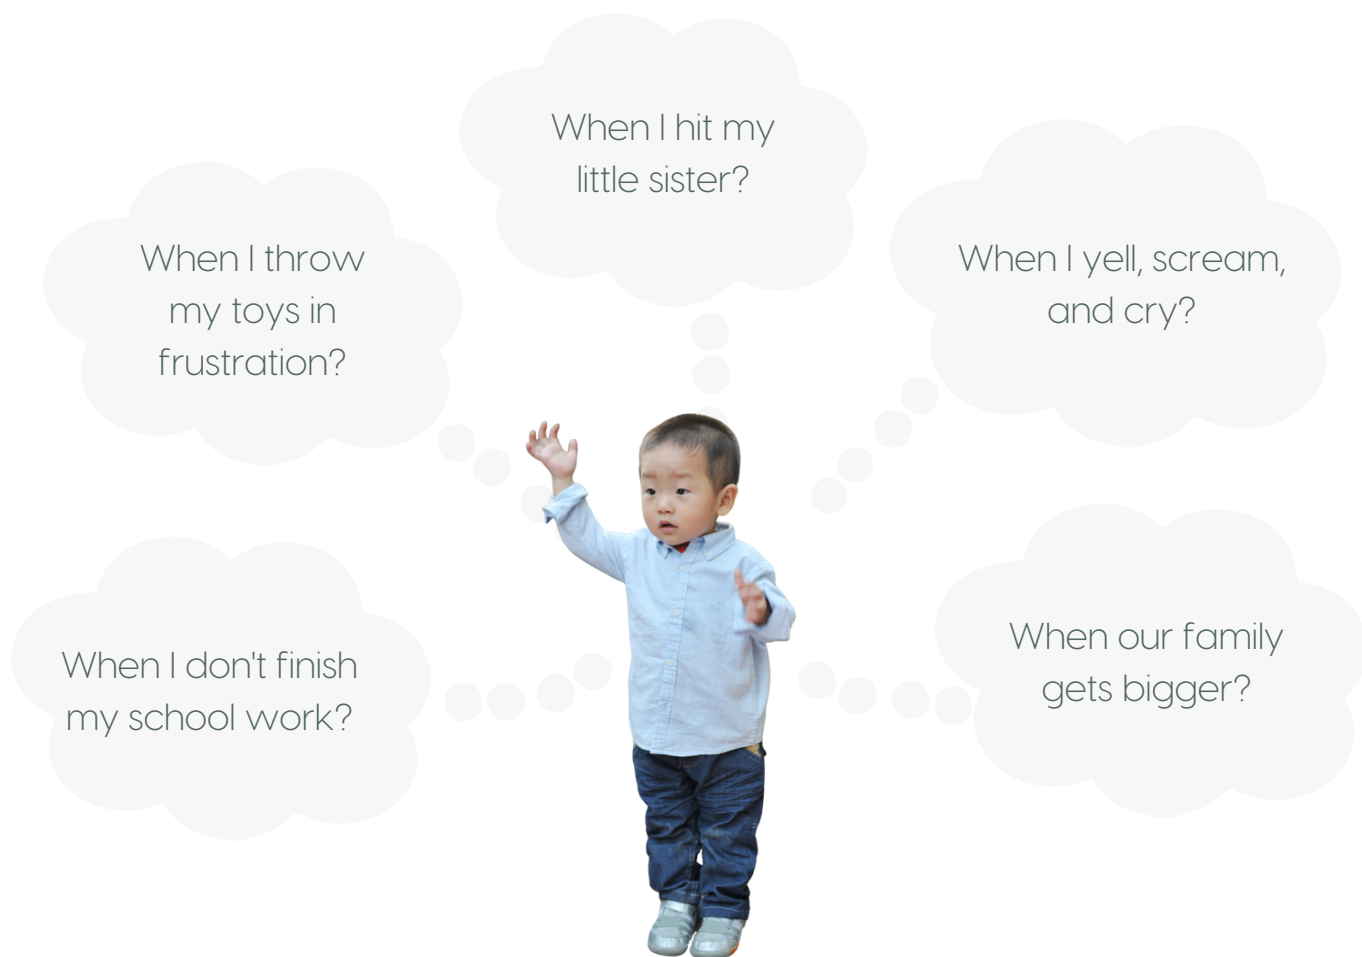 When I hit my
little sister?
When I throw
my toys in
frustration?
When I yell, scream,
and cry?
When I don't finish
my school work?
When our family
gets bigger?